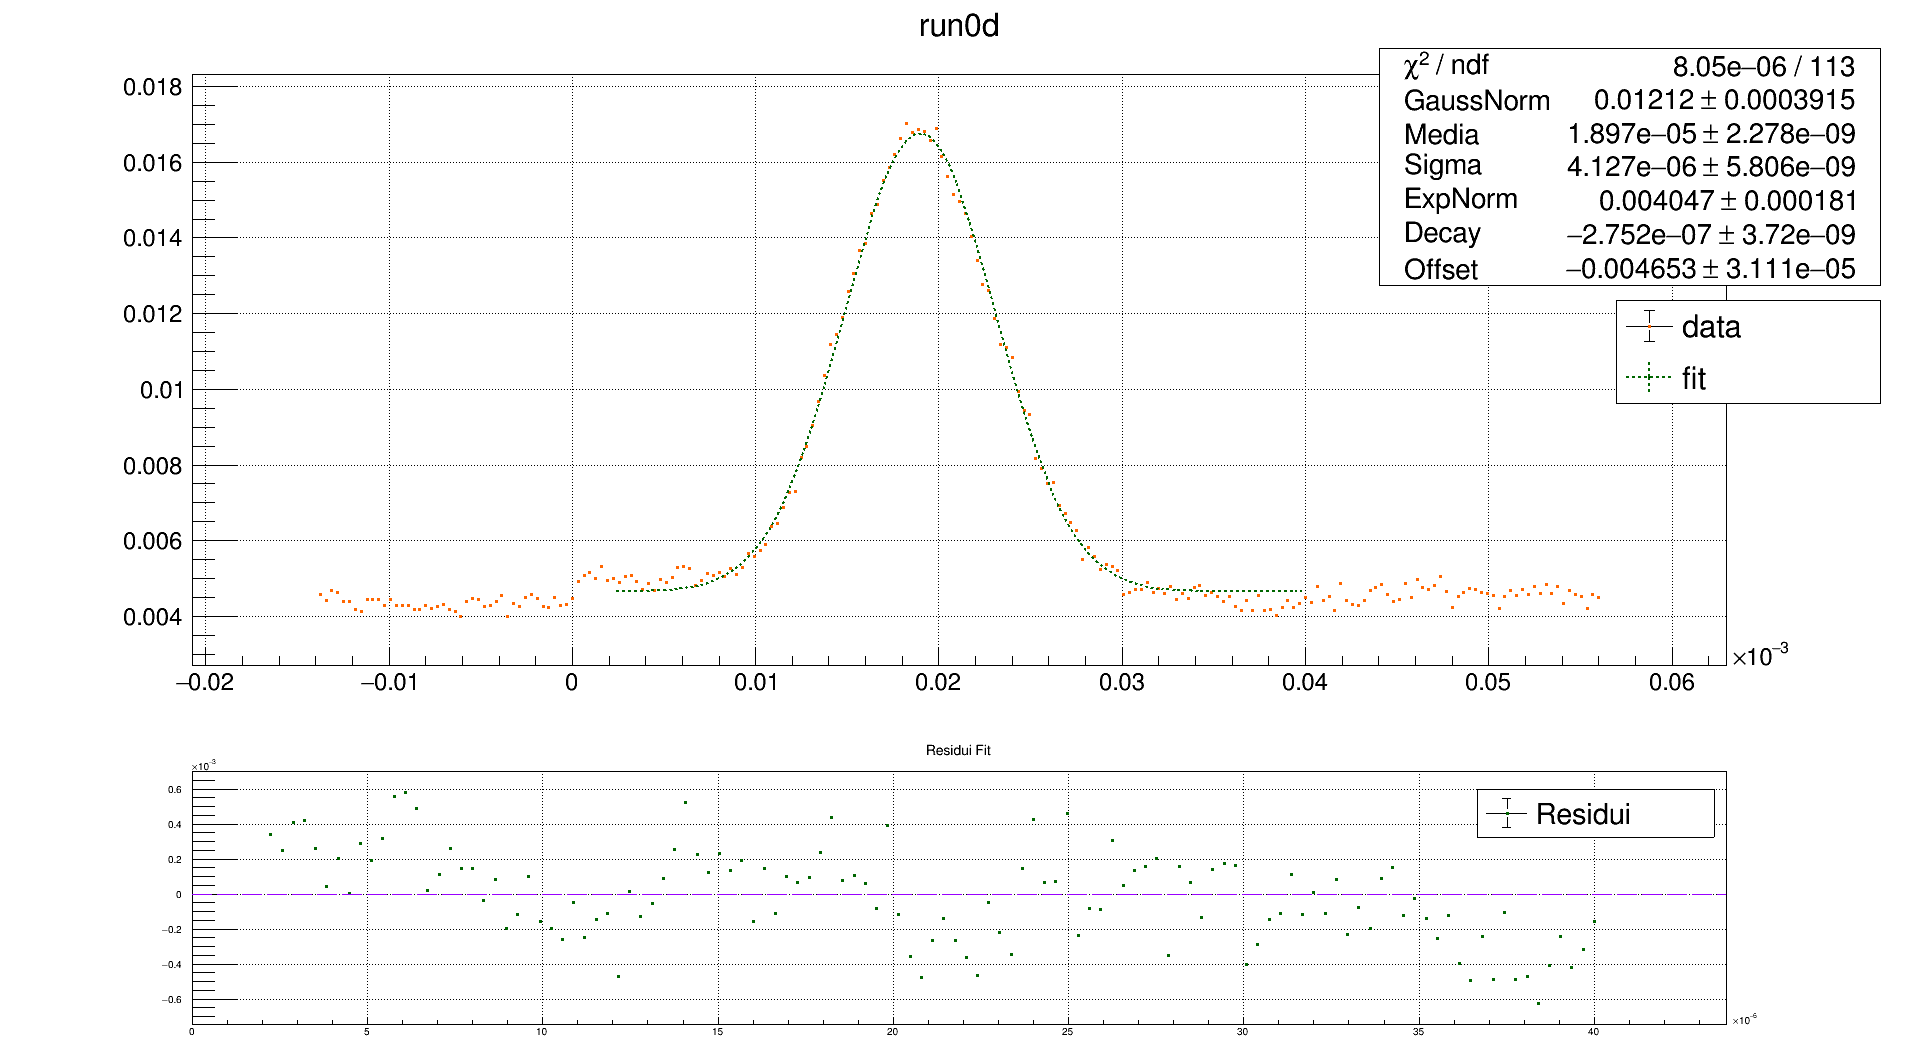 run0d
χ² / ndf 8.05e−06 / 113
GaussNorm 0.01212 ± 0.0003915
Media 1.897e−05 ± 2.278e−09
Sigma 4.127e−06 ± 5.806e−09
ExpNorm 0.004047 ± 0.000181
Decay −2.752e−07 ± 3.72e−09
Offset −0.004653 ± 3.111e−05
data
fit
0.018
0.016
0.014
0.012
0.01
0.008
0.006
0.004
−0.02 −0.01 0 0.01 0.02 0.03 0.04 0.05 0.06
×10⁻³
Residui Fit
×10⁻³
Residui
0.6
0.4
0.2
0
−0.2
−0.4
−0.6
0 5 10 15 20 25 30 35 40
×10⁻⁶